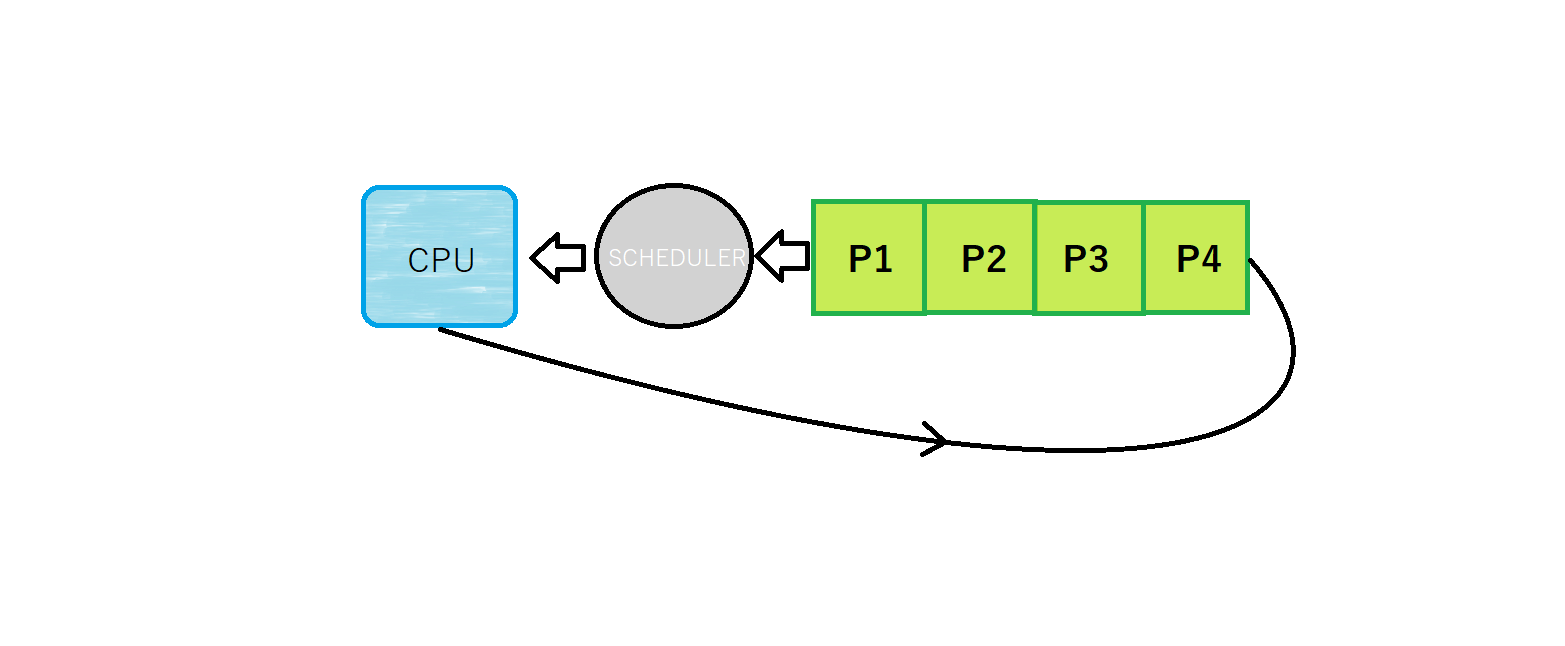 CPU
SCHEDULER
P1
P2
P3
P4